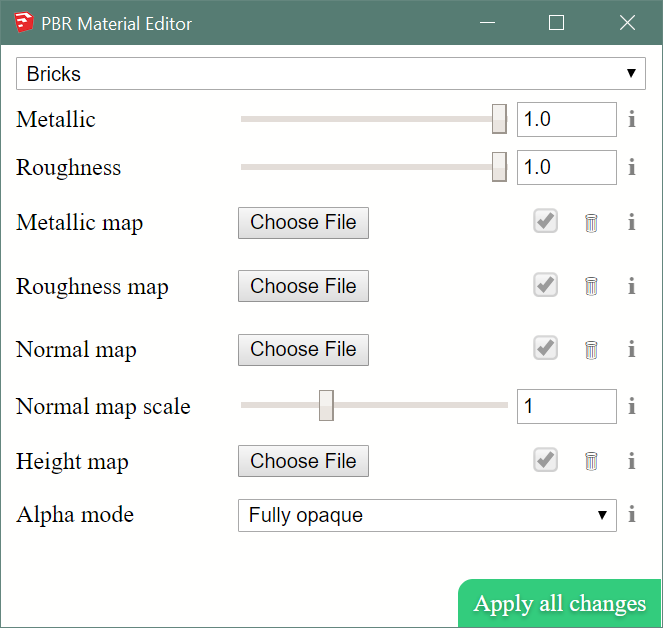 PBR Material Editor
Bricks
Metallic 1.0 i
Roughness 1.0 i
Metallic map Choose File i
Roughness map Choose File i
Normal map Choose File i
Normal map scale 1 i
Height map Choose File i
Alpha mode Fully opaque i
Apply all changes